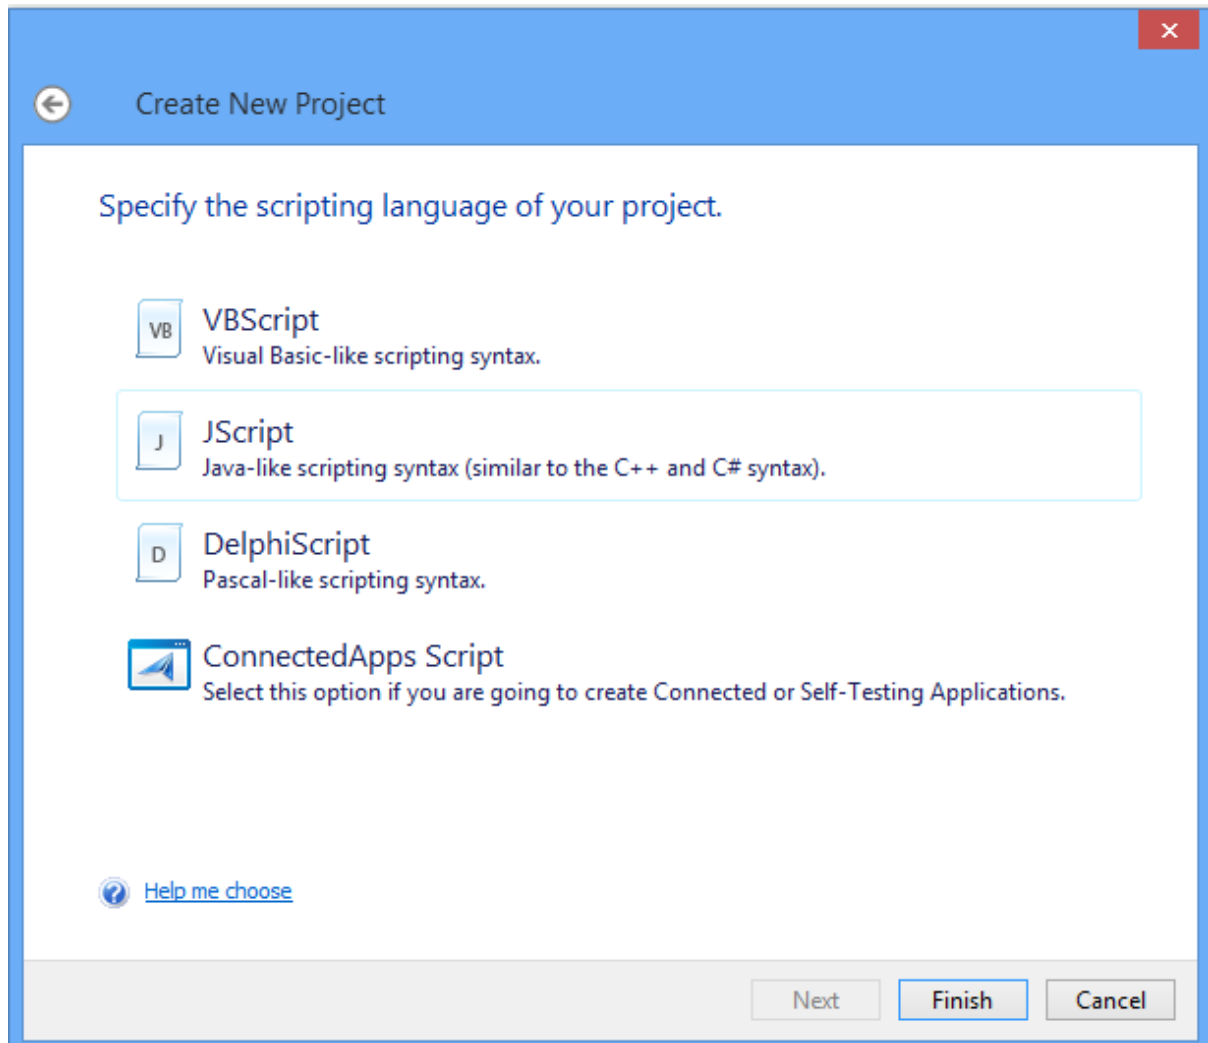 Create New Project
Specify the scripting language of your project.
VB
VBScript
Visual Basic-like scripting syntax.
J
JScript
Java-like scripting syntax (similar to the C++ and C# syntax).
D
DelphiScript
Pascal-like scripting syntax.
ConnectedApps Script
Select this option if you are going to create Connected or Self-Testing Applications.
? Help me choose
Next Finish Cancel